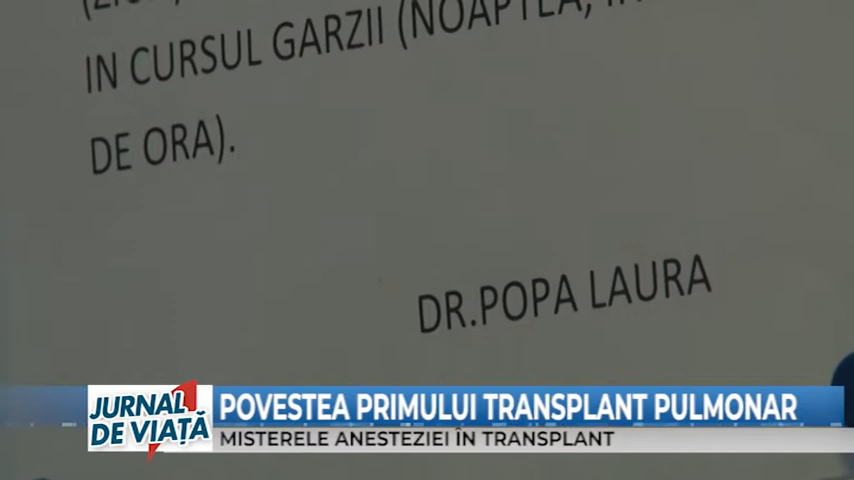 IN CURSUL GARZII (NOAPTEA,
DE ORA).
DR.POPA LAURA
JURNAL
DE VIAȚĂ
POVESTEA PRIMULUI TRANSPLANT PULMONAR
MISTERELE ANESTEZIEI ÎN TRANSPLANT